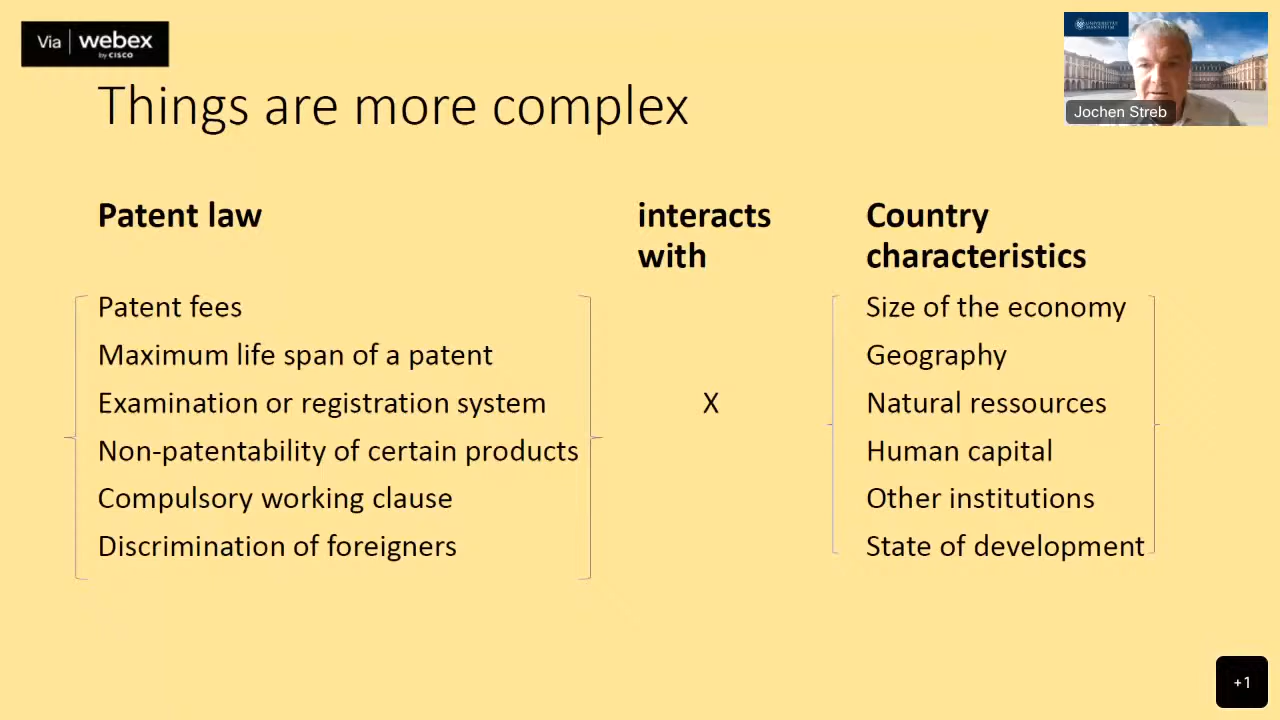 Via webex
by CISCO
UNIVERSITÄT
MANNHEIM
Jochen Streb
Things are more complex
Patent law
interacts
with
Country
characteristics
Patent fees
Maximum life span of a patent
Examination or registration system
Non-patentability of certain products
Compulsory working clause
Discrimination of foreigners
X
Size of the economy
Geography
Natural ressources
Human capital
Other institutions
State of development
+1